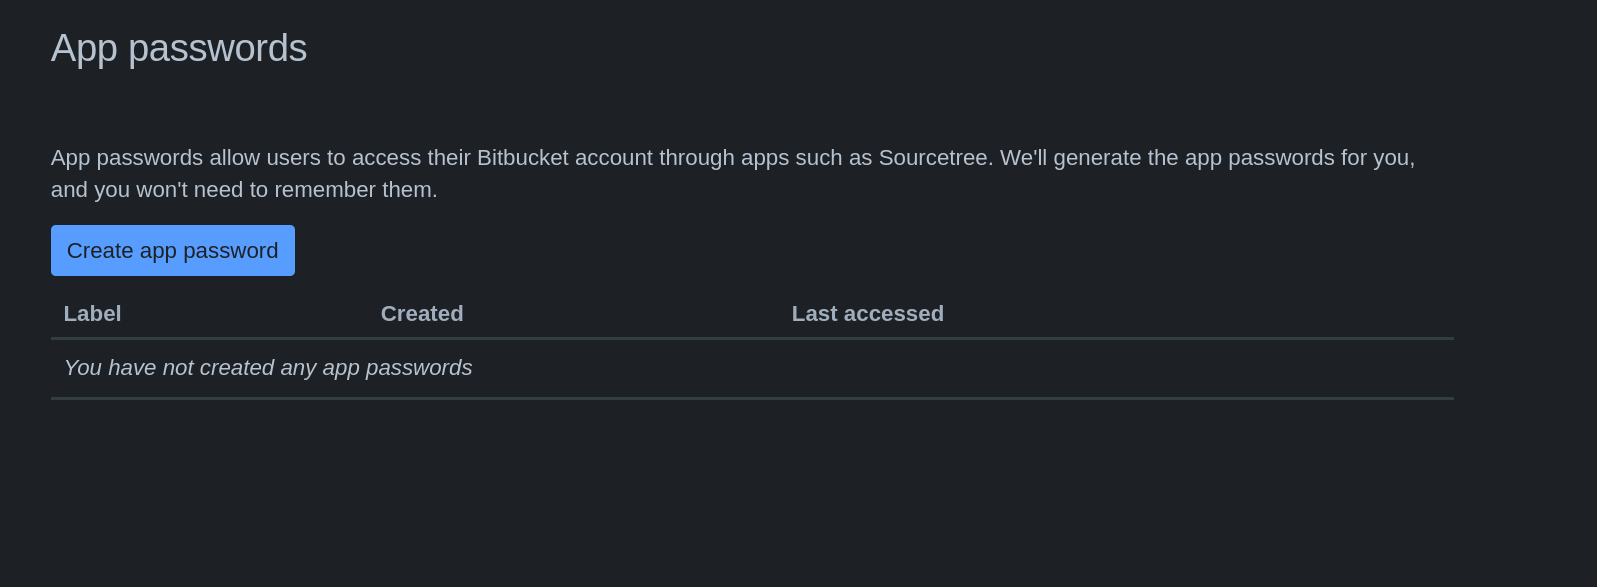 App passwords
App passwords allow users to access their Bitbucket account through apps such as Sourcetree. We'll generate the app passwords for you,
and you won't need to remember them.
Create app password
Label Created Last accessed
You have not created any app passwords